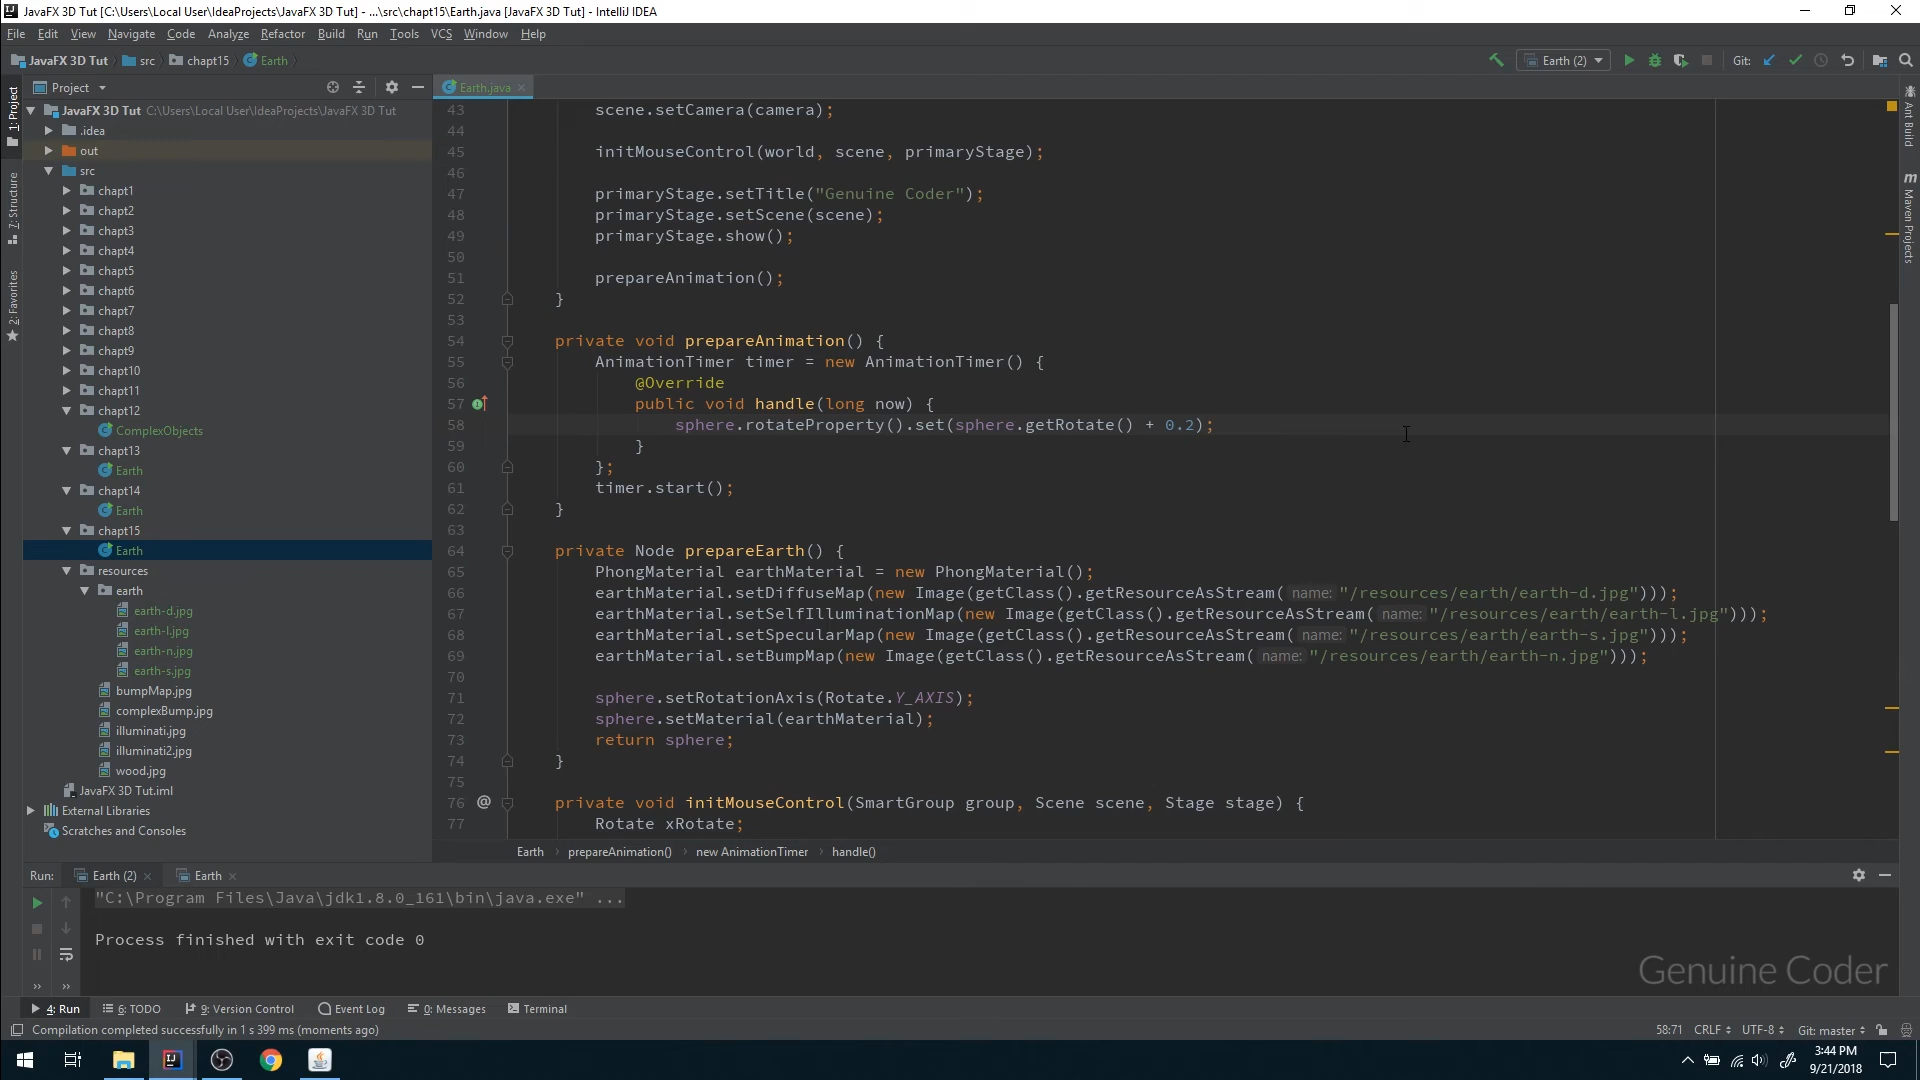 JavaFX 3D Tut [C:\Users\Local User\IdeaProjects\JavaFX 3D Tut] - ...\src\chapt15\Earth.java [JavaFX 3D Tut] - IntelliJ IDEA
File Edit View Navigate Code Analyze Refactor Build Run Tools VCS Window Help
JavaFX 3D Tut src chapt15 Earth
Earth (2) Git:
Project
Earth.java
1: Project
7: Structure
2: Favorites
JavaFX 3D Tut C:\Users\Local User\IdeaProjects\JavaFX 3D Tut
.idea
out
src
chapt1
chapt2
chapt3
chapt4
chapt5
chapt6
chapt7
chapt8
chapt9
chapt10
chapt11
chapt12
ComplexObjects
chapt13
Earth
chapt14
Earth
chapt15
Earth
resources
earth
earth-d.jpg
earth-l.jpg
earth-n.jpg
earth-s.jpg
bumpMap.jpg
complexBump.jpg
illuminati.jpg
illuminati2.jpg
wood.jpg
JavaFX 3D Tut.iml
External Libraries
Scratches and Consoles
43 scene.setCamera(camera);
44
45 initMouseControl(world, scene, primaryStage);
46
47 primaryStage.setTitle("Genuine Coder");
48 primaryStage.setScene(scene);
49 primaryStage.show();
50
51 prepareAnimation();
52 }
53
54 private void prepareAnimation() {
55 AnimationTimer timer = new AnimationTimer() {
56 @Override
57 public void handle(long now) {
58 sphere.rotateProperty().set(sphere.getRotate() + 0.2);
59 }
60 };
61 timer.start();
62 }
63
64 private Node prepareEarth() {
65 PhongMaterial earthMaterial = new PhongMaterial();
66 earthMaterial.setDiffuseMap(new Image(getClass().getResourceAsStream( name: "/resources/earth/earth-d.jpg")));
67 earthMaterial.setSelfIlluminationMap(new Image(getClass().getResourceAsStream( name: "/resources/earth/earth-l.jpg")));
68 earthMaterial.setSpecularMap(new Image(getClass().getResourceAsStream( name: "/resources/earth/earth-s.jpg")));
69 earthMaterial.setBumpMap(new Image(getClass().getResourceAsStream( name: "/resources/earth/earth-n.jpg")));
70
71 sphere.setRotationAxis(Rotate.Y_AXIS);
72 sphere.setMaterial(earthMaterial);
73 return sphere;
74 }
75
76 @ private void initMouseControl(SmartGroup group, Scene scene, Stage stage) {
77 Rotate xRotate;
Earth prepareAnimation() new AnimationTimer handle()
Ant Build
Maven Projects
Run: Earth (2) Earth
"C:\Program Files\Java\jdk1.8.0_161\bin\java.exe" ...
Process finished with exit code 0
Genuine Coder
4: Run 6: TODO 9: Version Control Event Log 0: Messages Terminal
Compilation completed successfully in 1 s 399 ms (moments ago) 58:71 CRLF UTF-8 Git: master
3:44 PM
9/21/2018